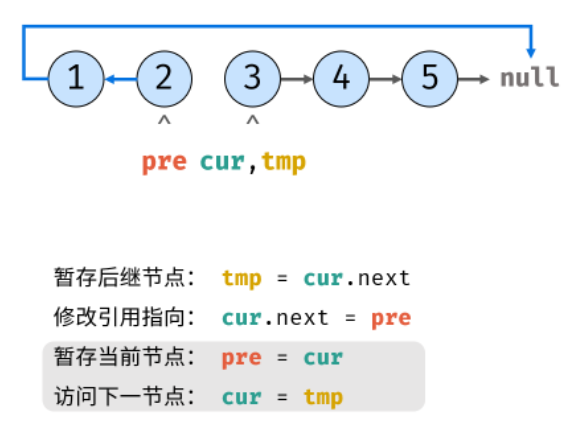 1 2 3 4 5 null
^ ^
pre cur,tmp
暂存后继节点： tmp = cur.next
修改引用指向： cur.next = pre
暂存当前节点： pre = cur
访问下一节点： cur = tmp